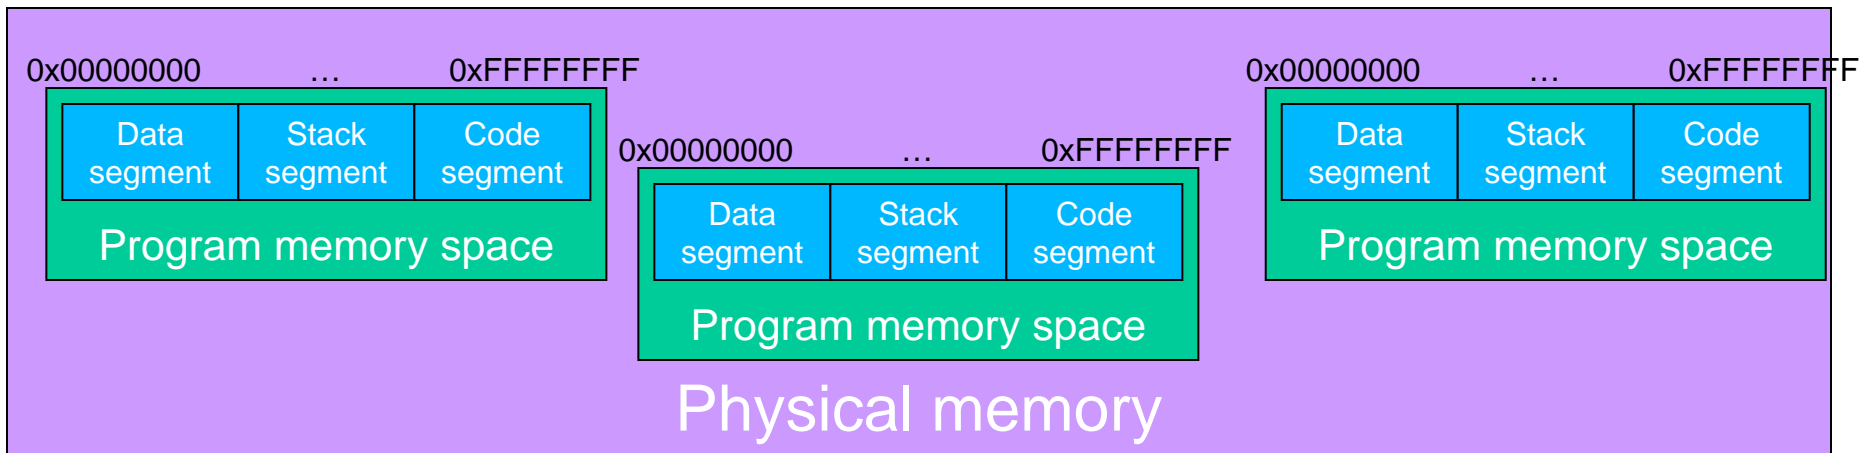 0x00000000 … 0xFFFFFFFF
Data segment
Stack segment
Code segment
Program memory space
0x00000000 … 0xFFFFFFFF
Data segment
Stack segment
Code segment
Program memory space
0x00000000 … 0xFFFFFFFF
Data segment
Stack segment
Code segment
Program memory space
Physical memory